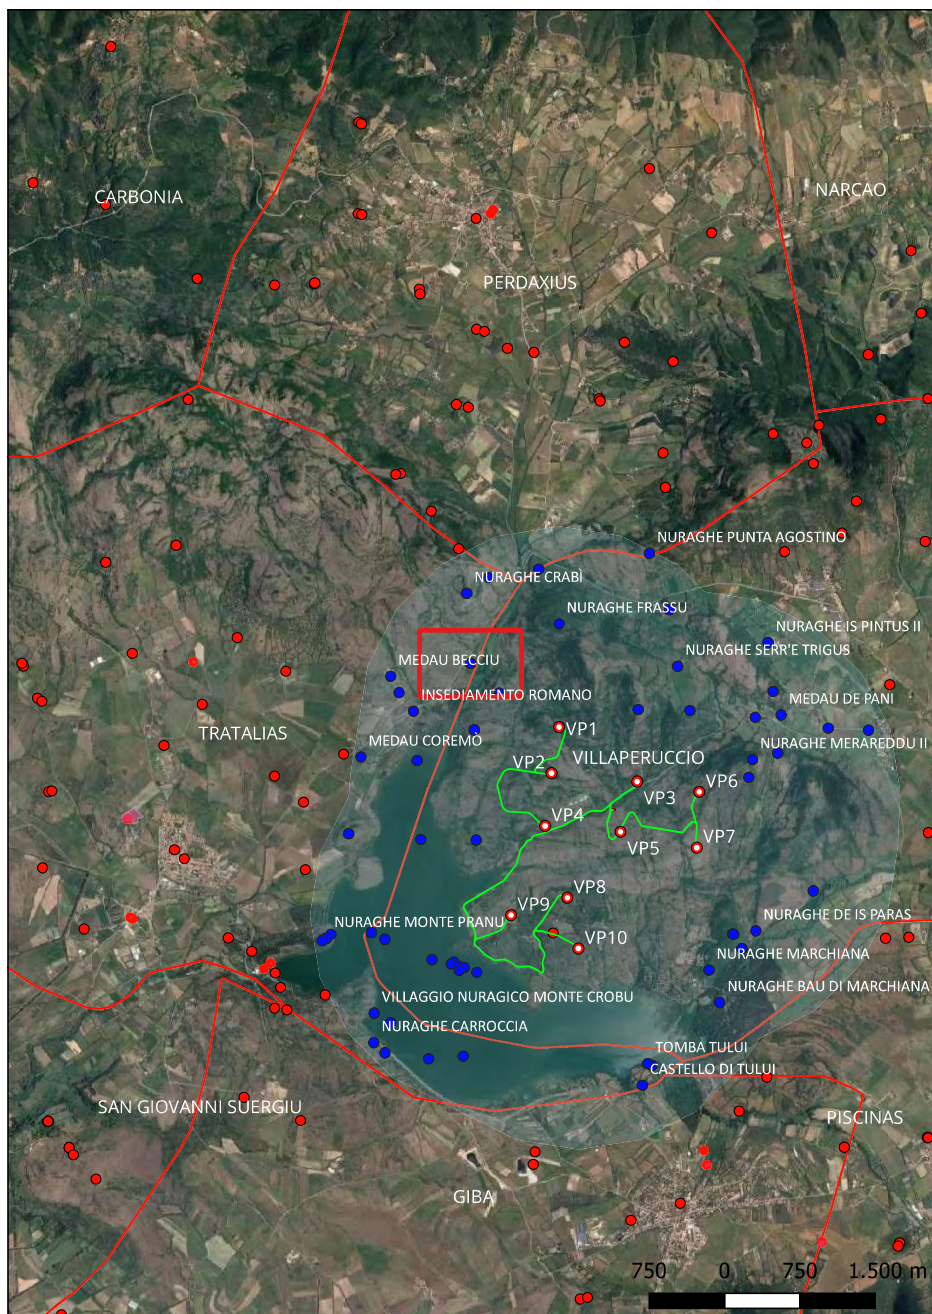 CARBONIA
NARCAO
PERDAXIUS
NURAGHE PUNTA AGOSTINO
NURAGHE CRABÌ
NURAGHE FRASSU
NURAGHE IS PINTUS II
NURAGHE SERR'E TRIGUS
MEDAU BECCIU
INSEDIAMENTO ROMANO
MEDAU DE PANI
TRATALIAS
VP1
MEDAU COREMÒ
NURAGHE MERAREDDU II
VP2
VILLAPERUCCIO
VP6
VP3
VP4
VP5
VP7
VP8
VP9
NURAGHE DE IS PARAS
NURAGHE MONTE PRANU
VP10
NURAGHE MARCHIANA
NURAGHE BAU DI MARCHIANA
VILLAGGIO NURAGICO MONTE CROBU
NURAGHE CARROCCIA
TOMBA TULUI
CASTELLO DI TULUI
SAN GIOVANNI SUERGIU
PISCINAS
GIBA
750 0 750 1.500 m